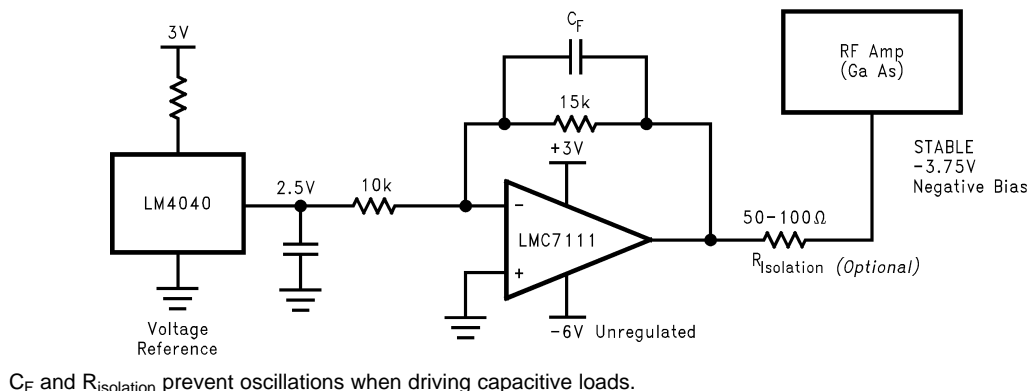 C_F
3V
RF Amp
(Ga As)
15k
+3V
STABLE
-3.75V
Negative Bias
LM4040
2.5V
10k
-
LMC7111
+
50-100Ω
R_Isolation (Optional)
Voltage
Reference
-6V Unregulated
C_F and R_isolation prevent oscillations when driving capacitive loads.